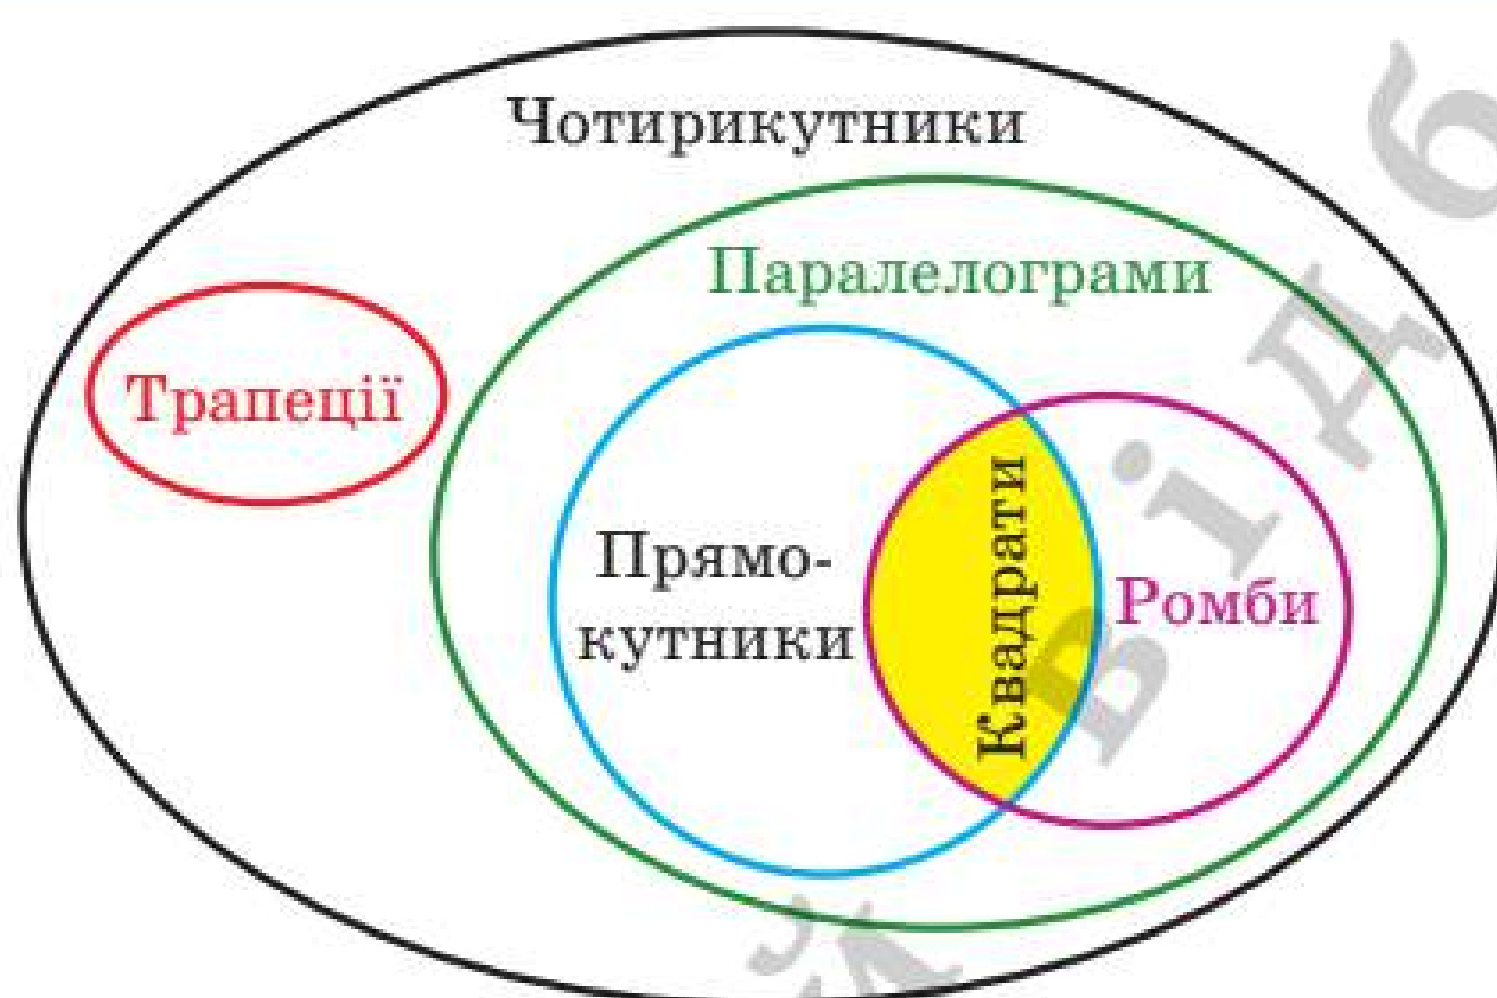 Чотирикутники
Паралелограми
Трапеції
Прямо-
кутники
Квадрати
Ромби